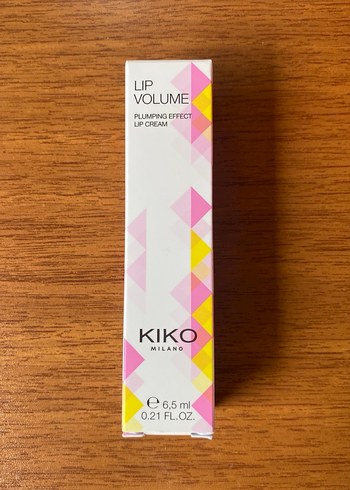 LIP
VOLUME
PLUMPING EFFECT
LIP CREAM
KIKO
MILANO
℮ 6,5 ml
0.21 FL.OZ.